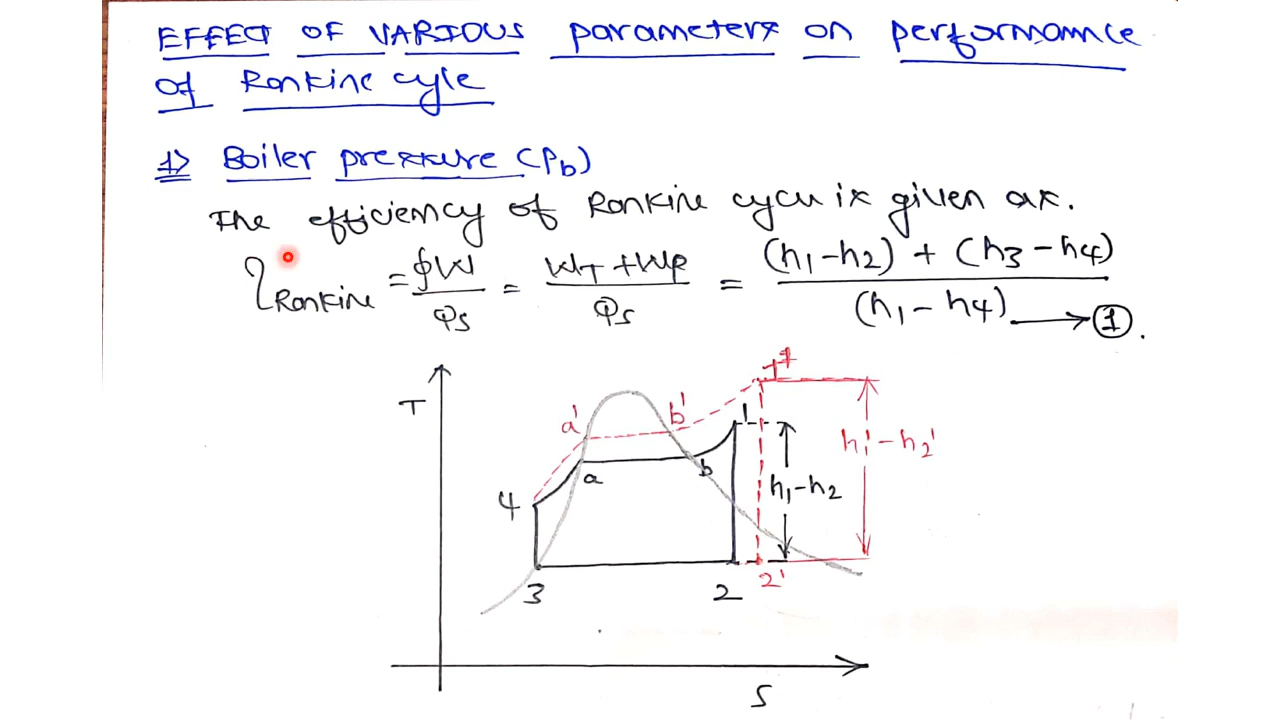 EFFECT OF VARIOUS parameters on performance
of Rankine cycle
1> Boiler pressure (Pb)
The efficiency of Rankine cycle is given as.
ηRankine = ∮W/Qs = (WT + WP)/Qs = ((h1-h2) + (h3-h4))/(h1-h4) → ①.
T
a'
b'
1'
1
h1'-h2'
a
b
h1-h2
4
3
2
2'
S